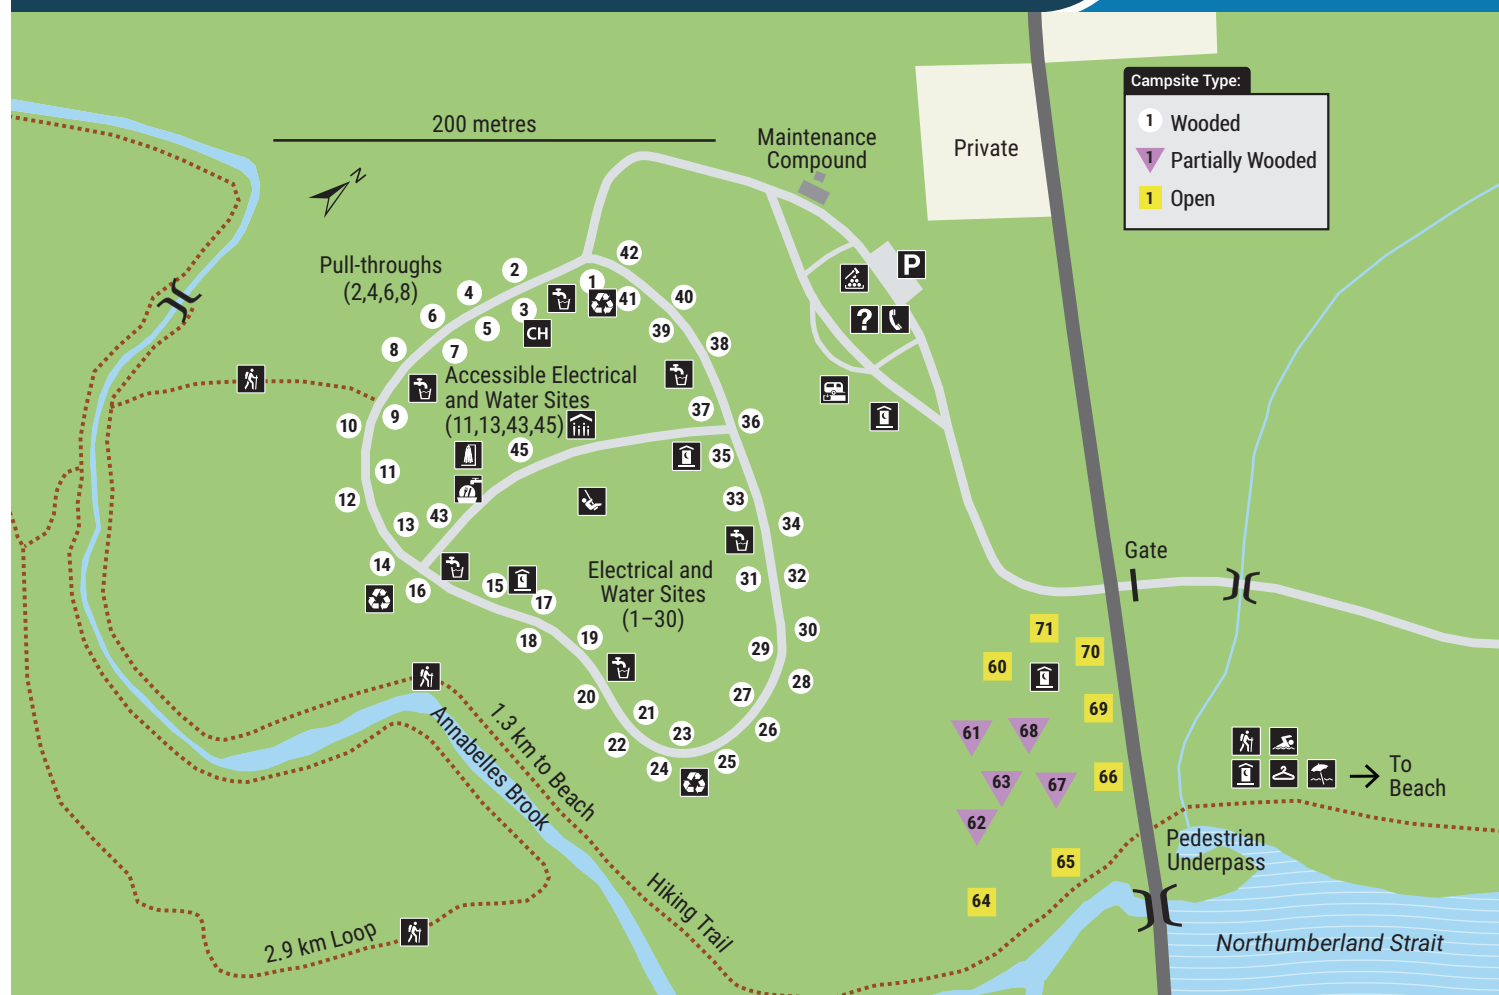 200 metres
N
Maintenance
Compound
Private
Campsite Type:
1 Wooded
1 Partially Wooded
1 Open
Pull-throughs
(2,4,6,8)
P
?
CH
42
2
1
4
3
41
40
6
5
39
8
7
38
Accessible Electrical
and Water Sites
(11,13,43,45)
9
10
37
36
45
35
11
12
33
13
43
34
14
16
15
17
Electrical and
Water Sites
(1–30)
31
32
18
19
30
29
28
20
27
21
26
22
23
25
24
Gate
71
70
60
69
61
68
66
63
67
62
65
64
1.3 km to Beach
Annabelles Brook
Hiking Trail
2.9 km Loop
To
Beach
Pedestrian
Underpass
Northumberland Strait